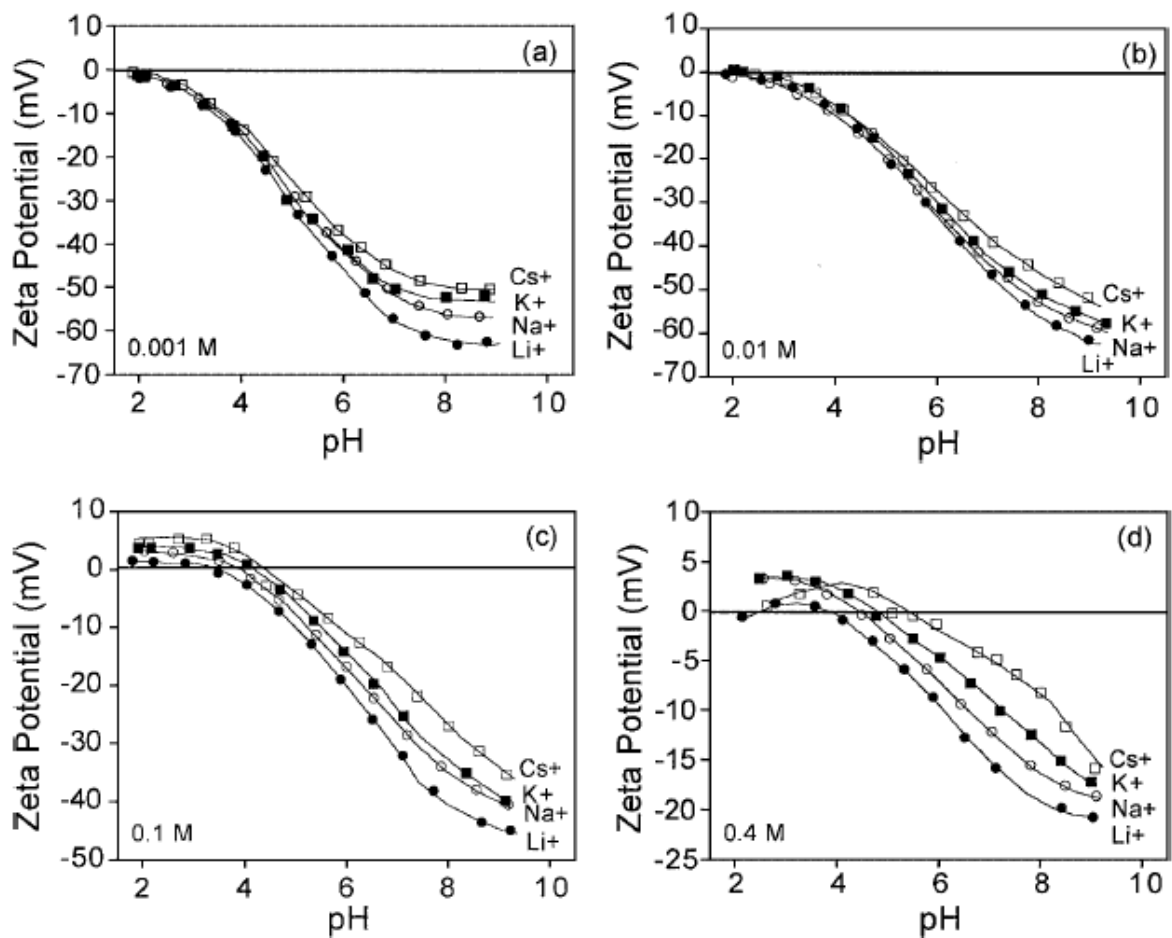 (a)
Zeta Potential (mV)
10
0
-10
-20
-30
-40
-50
-60
-70
Cs+
K+
Na+
Li+
0.001 M
2 4 6 8 10
pH
(b)
Zeta Potential (mV)
10
0
-10
-20
-30
-40
-50
-60
-70
Cs+
K+
Na+
Li+
0.01 M
2 4 6 8 10
pH
(c)
Zeta Potential (mV)
10
0
-10
-20
-30
-40
-50
Cs+
K+
Na+
Li+
0.1 M
2 4 6 8 10
pH
(d)
Zeta Potential (mV)
10
5
0
-5
-10
-15
-20
-25
Cs+
K+
Na+
Li+
0.4 M
2 4 6 8 10
pH